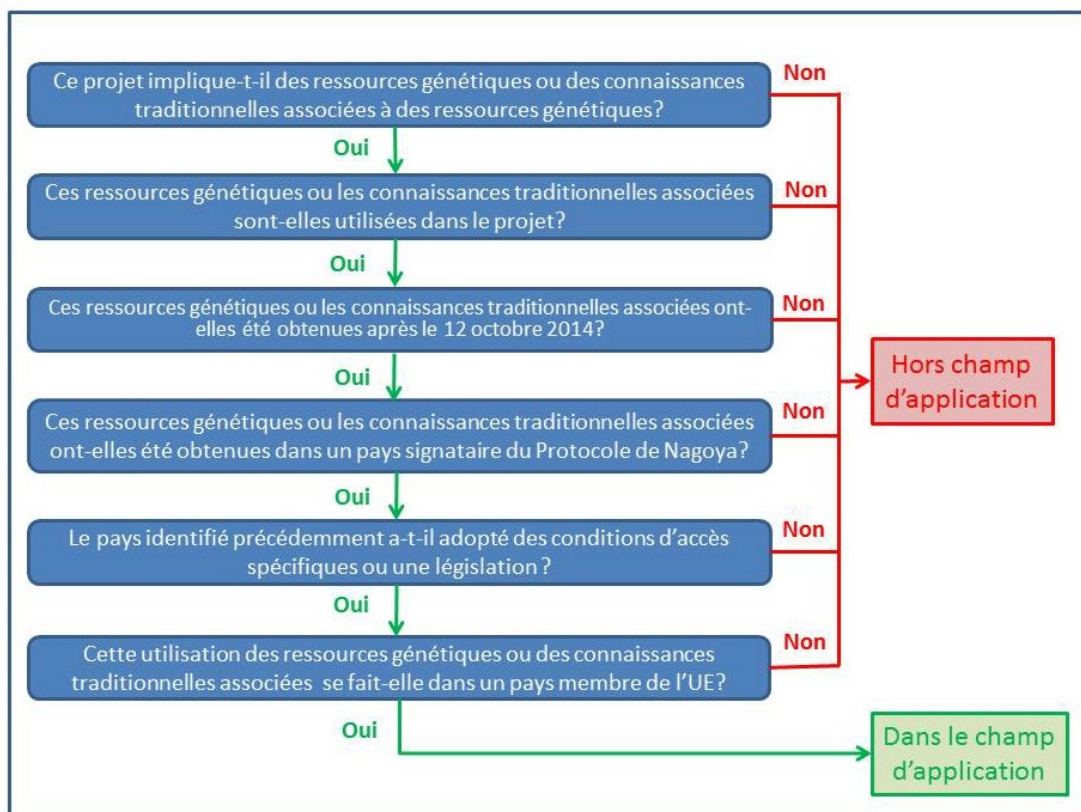 Ce projet implique-t-il des ressources génétiques ou des connaissances
traditionnelles associées à des ressources génétiques?
Non
Oui
Ces ressources génétiques ou les connaissances traditionnelles associées
sont-elles utilisées dans le projet?
Non
Oui
Ces ressources génétiques ou les connaissances traditionnelles associées ont-
elles été obtenues après le 12 octobre 2014?
Non
Oui
Hors champ
d’application
Ces ressources génétiques ou les connaissances traditionnelles associées
ont-elles été obtenues dans un pays signataire du Protocole de Nagoya?
Non
Oui
Le pays identifié précédemment a-t-il adopté des conditions d’accès
spécifiques ou une législation ?
Non
Oui
Cette utilisation des ressources génétiques ou des connaissances
traditionnelles associées se fait-elle dans un pays membre de l’UE?
Non
Oui
Dans le champ
d’application